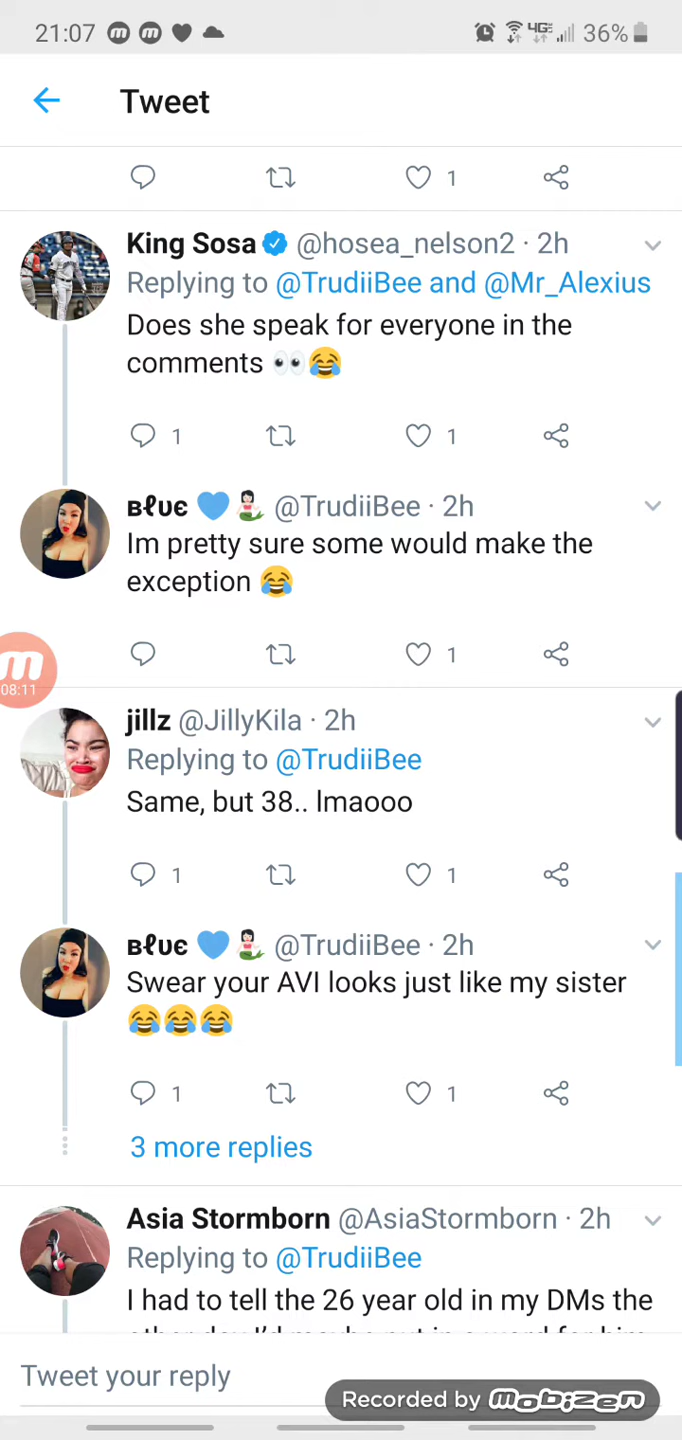 21:07 36%
Tweet
1
King Sosa @hosea_nelson2 · 2h
Replying to @TrudiiBee and @Mr_Alexius
Does she speak for everyone in the
comments 👀😂
1 1
вℓυє 💙🧜🏻‍♀️ @TrudiiBee · 2h
Im pretty sure some would make the
exception 😂
1
m
08:11
jillz @JillyKila · 2h
Replying to @TrudiiBee
Same, but 38.. lmaooo
1 1
вℓυє 💙🧜🏻‍♀️ @TrudiiBee · 2h
Swear your AVI looks just like my sister
😂😂😂
1 1
3 more replies
Asia Stormborn @AsiaStormborn · 2h
Replying to @TrudiiBee
I had to tell the 26 year old in my DMs the
Tweet your reply
Recorded by mobizen